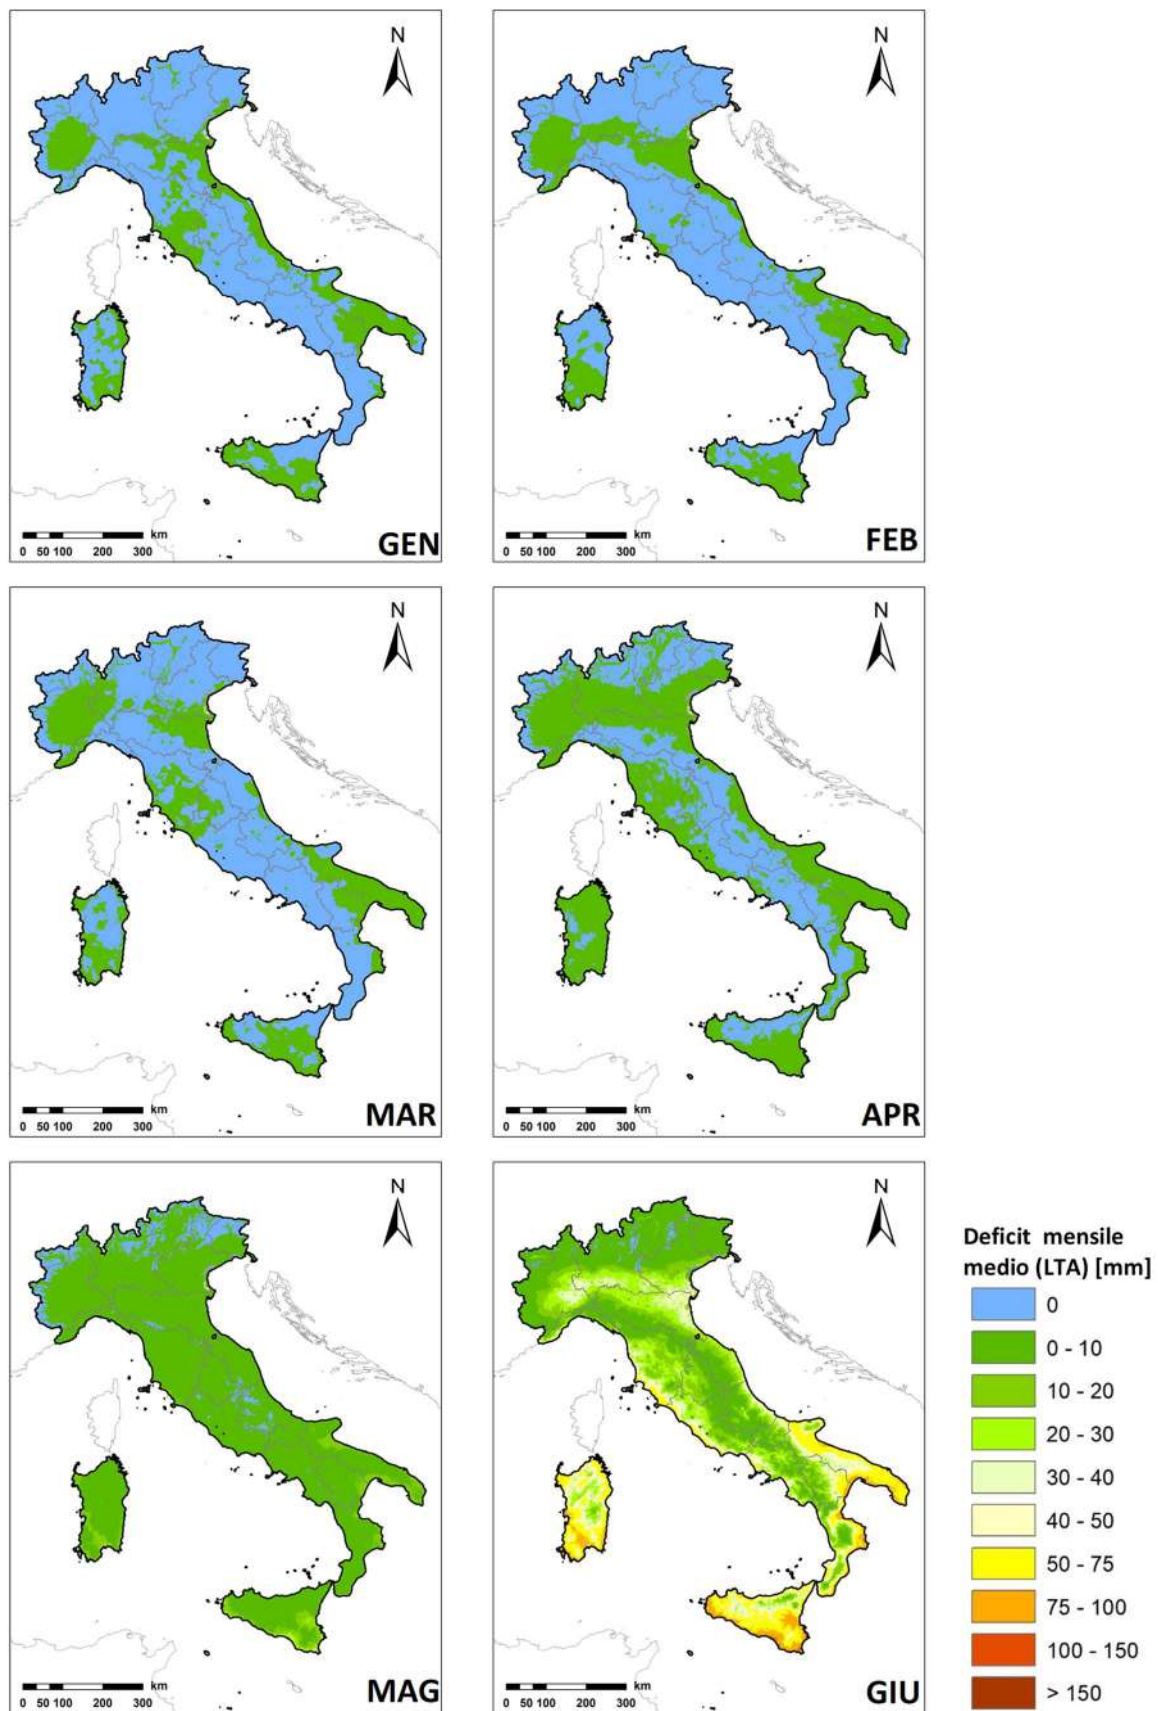 N
N
km
0 50 100 200 300
GEN
km
0 50 100 200 300
FEB
N
N
km
0 50 100 200 300
MAR
km
0 50 100 200 300
APR
N
N
Deficit mensile
medio (LTA) [mm]
0
0 - 10
10 - 20
20 - 30
30 - 40
40 - 50
50 - 75
75 - 100
100 - 150
> 150
km
0 50 100 200 300
MAG
km
0 50 100 200 300
GIU